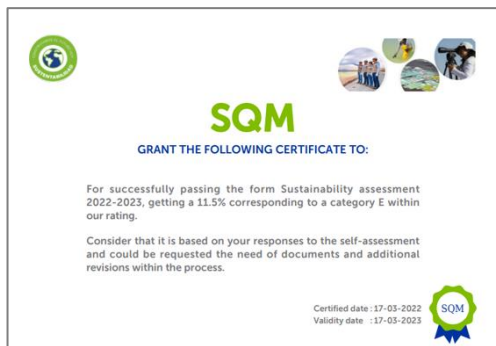 SUSTENTABILIDAD
SQM
GRANT THE FOLLOWING CERTIFICATE TO:
For successfully passing the form Sustainability assessment
2022-2023, getting a 11.5% corresponding to a category E within
our rating.
Consider that it is based on your responses to the self-assessment
and could be requested the need of documents and additional
revisions within the process.
Certified date : 17-03-2022
Validity date : 17-03-2023
SQM